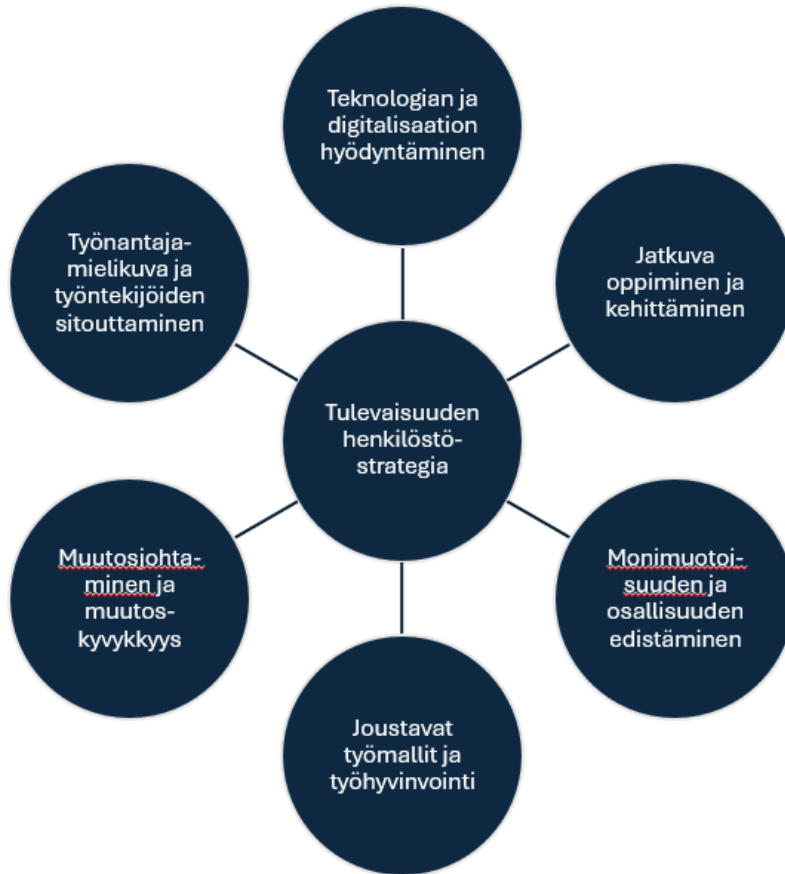 Teknologian ja
digitalisaation
hyödyntäminen
Työnantaja-
mielikuva ja
työntekijöiden
sitouttaminen
Jatkuva
oppiminen ja
kehittäminen
Tulevaisuuden
henkilöstö-
strategia
Muutosjohta-
minen ja
muutos-
kyvykkyys
Monimuotoi-
suuden ja
osallisuuden
edistäminen
Joustavat
työmallit ja
työhyvinvointi